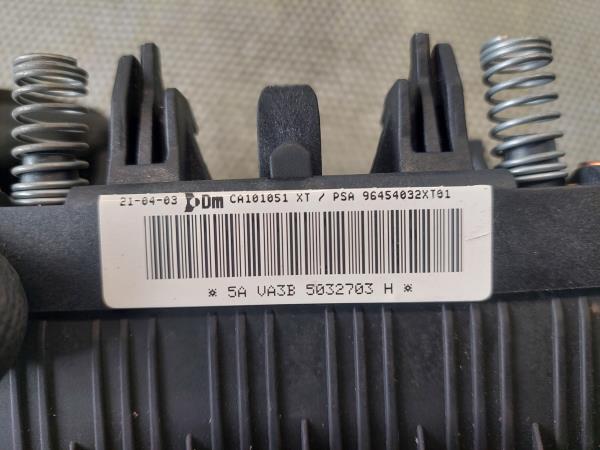 21-04-03 Dm CA101051 XT / PSA 96454032XT01
* 5A VA3B 5032703 H *